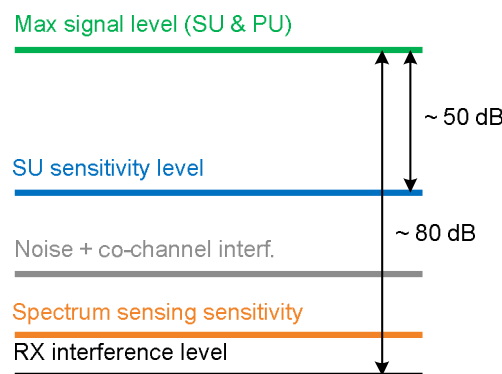 Max signal level (SU & PU)
~ 50 dB
SU sensitivity level
~ 80 dB
Noise + co-channel interf.
Spectrum sensing sensitivity
RX interference level